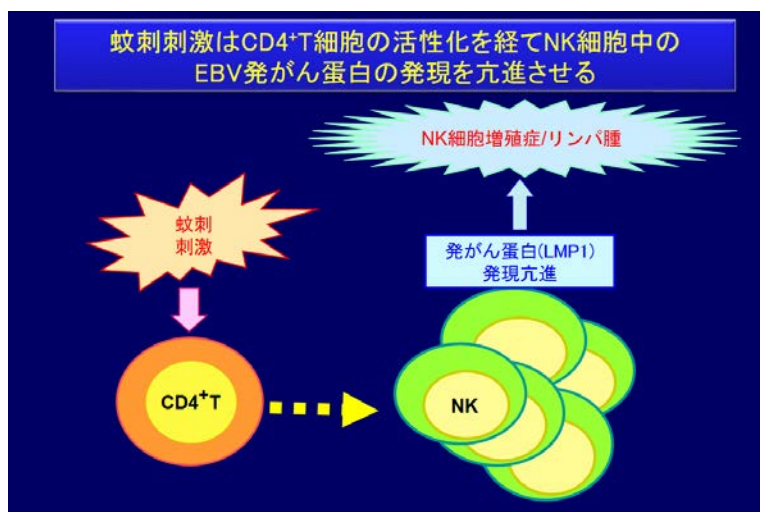 蚊刺刺激はCD4⁺T細胞の活性化を経てNK細胞中の
EBV発がん蛋白の発現を亢進させる
NK細胞増殖症/リンパ腫
蚊刺
刺激
発がん蛋白(LMP1)
発現亢進
CD4⁺T
NK